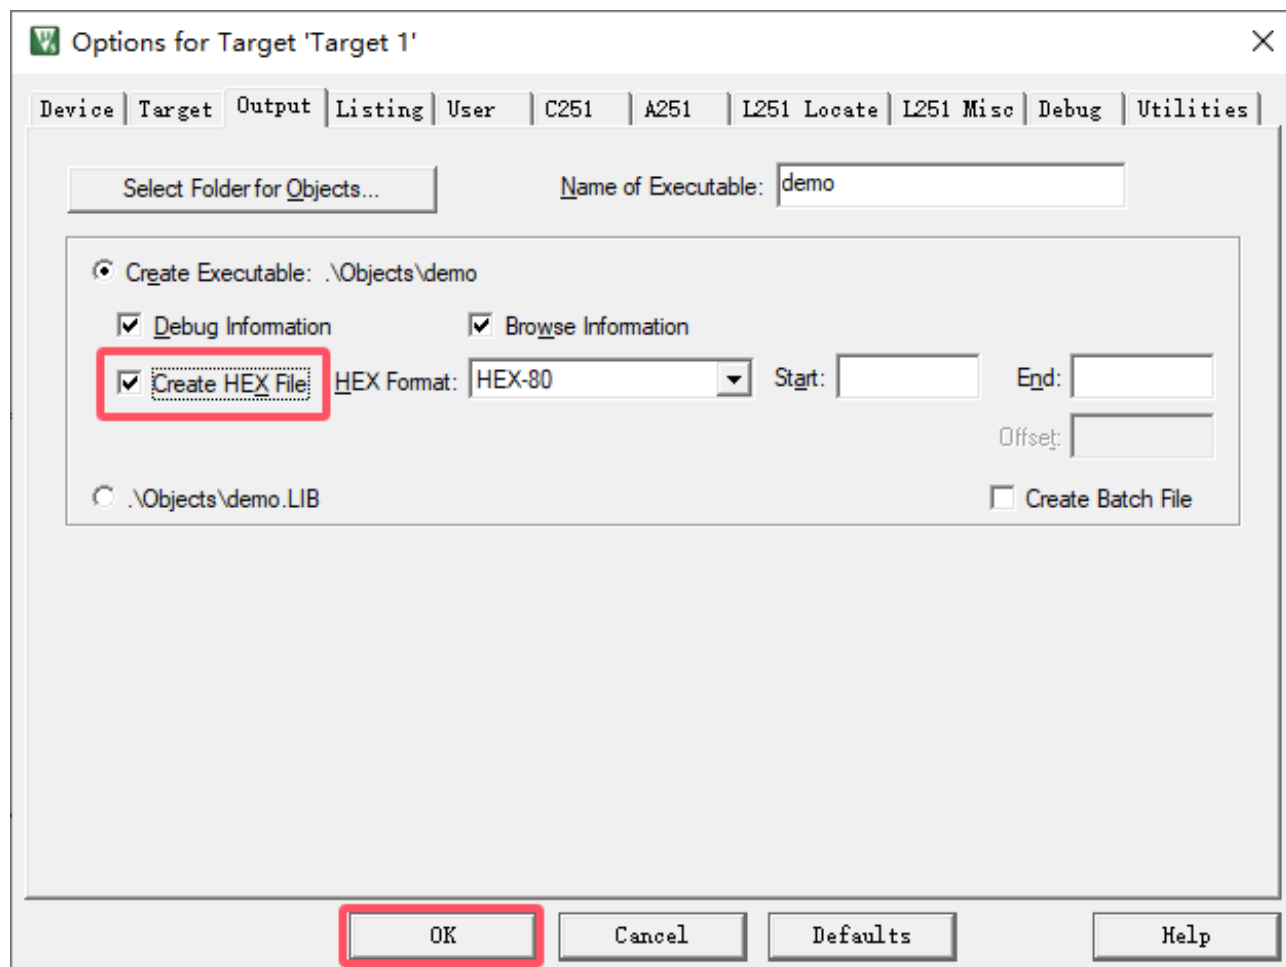 Options for Target 'Target 1'
Device Target Output Listing User C251 A251 L251 Locate L251 Misc Debug Utilities
Select Folder for Objects... Name of Executable: demo
Create Executable: .\Objects\demo
Debug Information Browse Information
Create HEX File HEX Format: HEX-80 Start: End:
Offset:
.\Objects\demo.LIB Create Batch File
OK Cancel Defaults Help